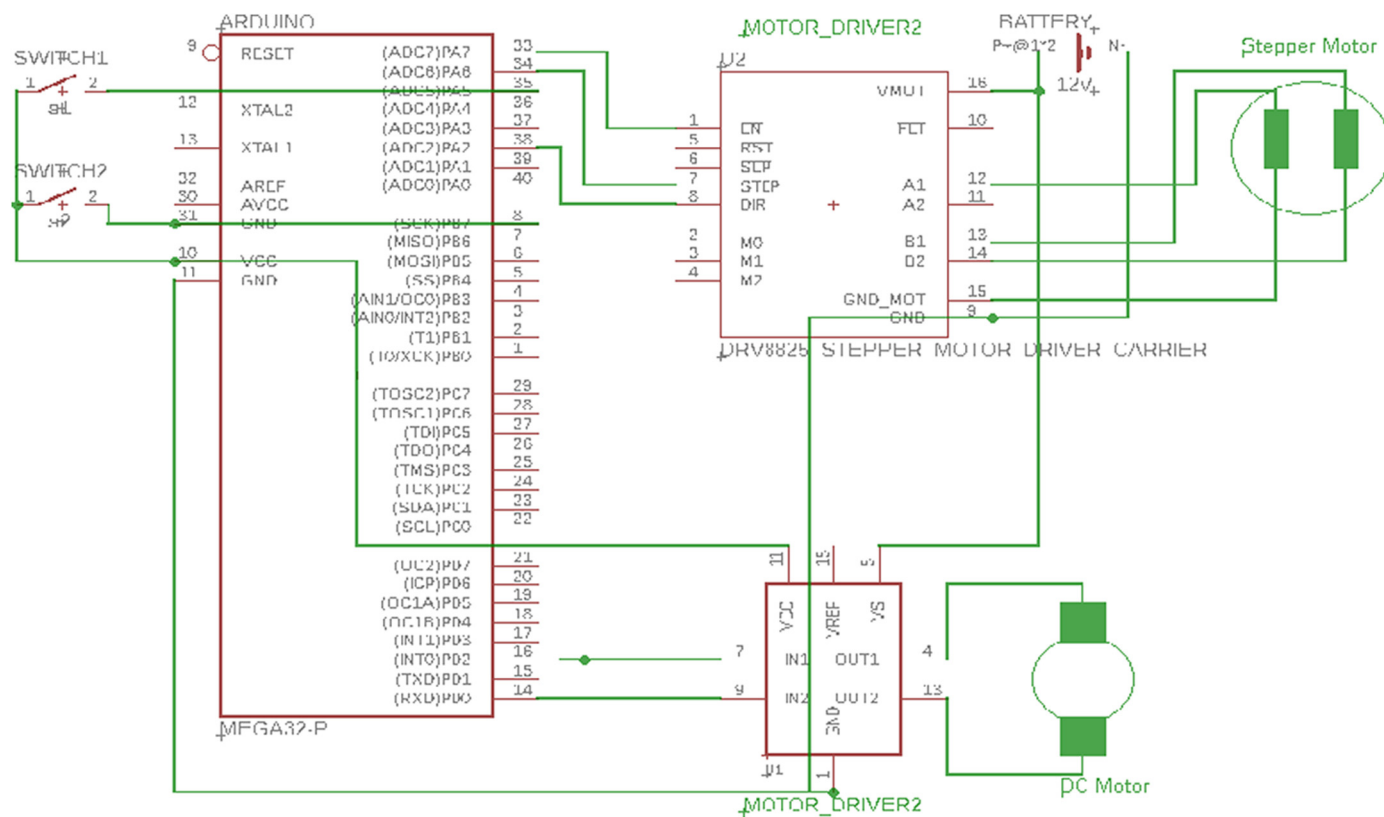 ARDUINO
9 RESET
12 XTAL2
13 XTAL1
32 AREF
30 AVCC
31 GND
10 VCC
11 GND
(ADC7)PA7 33
(ADC6)PA6 34
(ADC5)PA5 35
(ADC4)PA4 36
(ADC3)PA3 37
(ADC2)PA2 38
(ADC1)PA1 39
(ADC0)PA0 40
(SCK)PB7 8
(MISO)PB6 7
(MOSI)PB5 6
(SS)PB4 5
(AIN1/OC0)PB3 4
(AIN0/INT2)PB2 3
(T1)PB1 2
(T0/XCK)PB0 1
(TOSC2)PC7 29
(TOSC1)PC6 28
(TDI)PC5 27
(TDO)PC4 26
(TMS)PC3 25
(TCK)PC2 24
(SDA)PC1 23
(SCL)PC0 22
(OC2)PD7 21
(ICP)PD6 20
(OC1A)PD5 19
(OC1B)PD4 18
(INT1)PD3 17
(INT0)PD2 16
(TXD)PD1 15
(RXD)PD0 14
MEGA32-P
SWITCH1
1 2
SWITCH2
1 2
MOTOR_DRIVER2
U2
1 EN
5 RST
6 SLP
7 STEP
8 DIR
2 M0
3 M1
4 M2
VMOT 16
FLT 10
A1 12
A2 11
B1 13
B2 14
GND_MOT 15
GND 9
DRV8825 STEPPER MOTOR DRIVER CARRIER
BATTERY
N-
12V
Stepper Motor
11 15 5
VCC VREF VS
7 IN1 OUT1 4
9 IN2 OUT2 13
GND
U1 1
MOTOR_DRIVER2
DC Motor